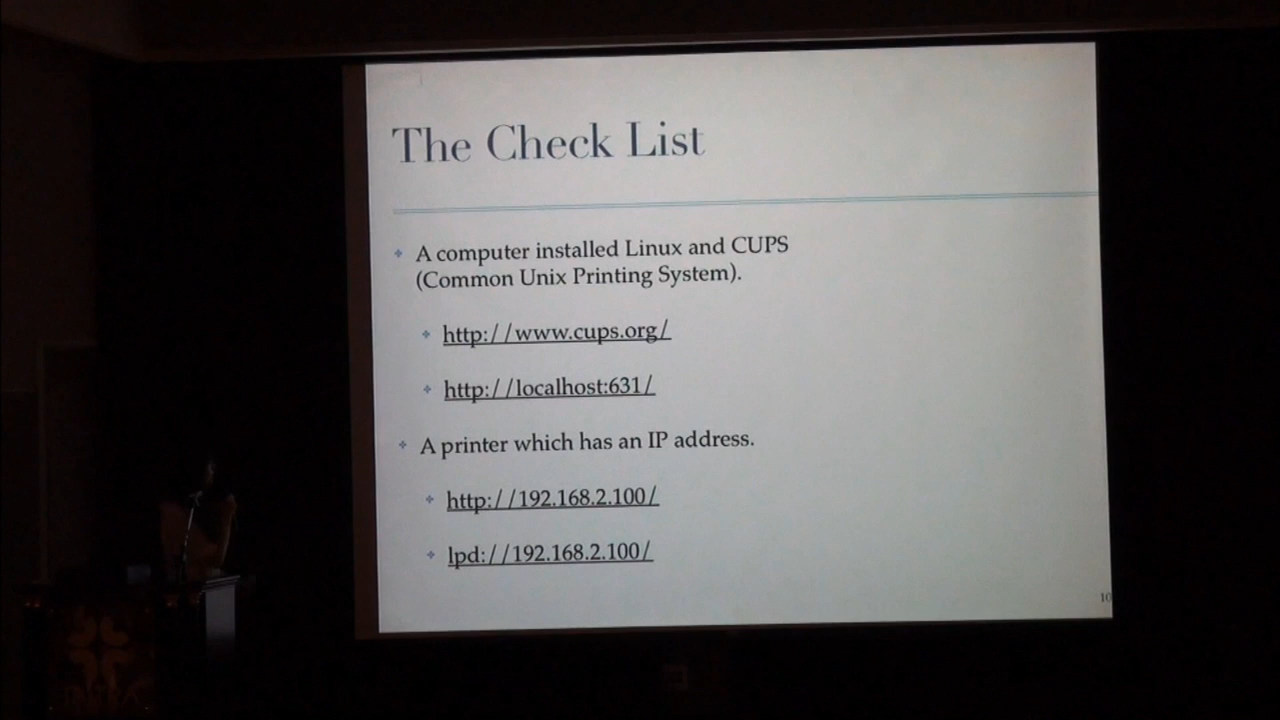 The Check List
A computer installed Linux and CUPS
(Common Unix Printing System).
http://www.cups.org/
http://localhost:631/
A printer which has an IP address.
http://192.168.2.100/
lpd://192.168.2.100/
10